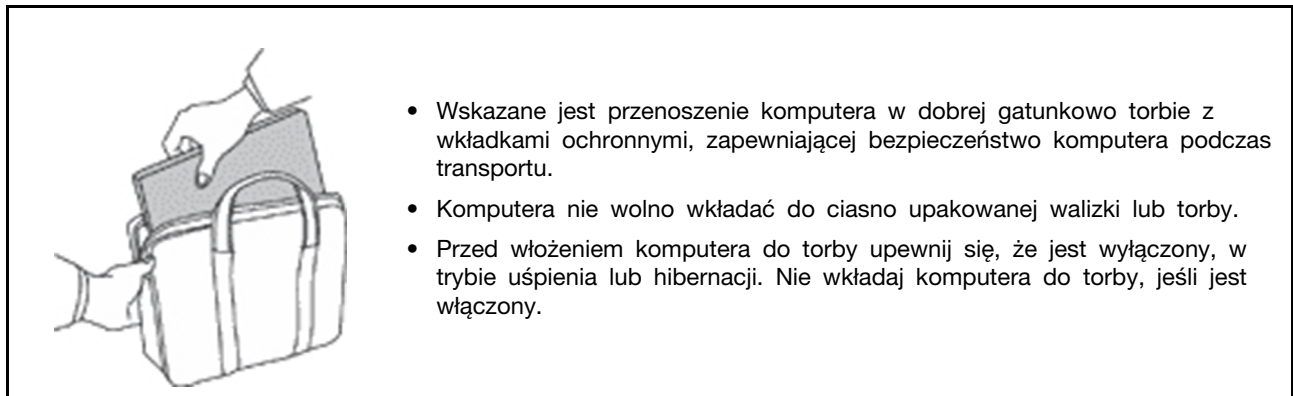 • Wskazane jest przenoszenie komputera w dobrej gatunkowo torbie z
wkładkami ochronnymi, zapewniającej bezpieczeństwo komputera podczas
transportu.
• Komputera nie wolno wkładać do ciasno upakowanej walizki lub torby.
• Przed włożeniem komputera do torby upewnij się, że jest wyłączony, w
trybie uśpienia lub hibernacji. Nie wkładaj komputera do torby, jeśli jest
włączony.